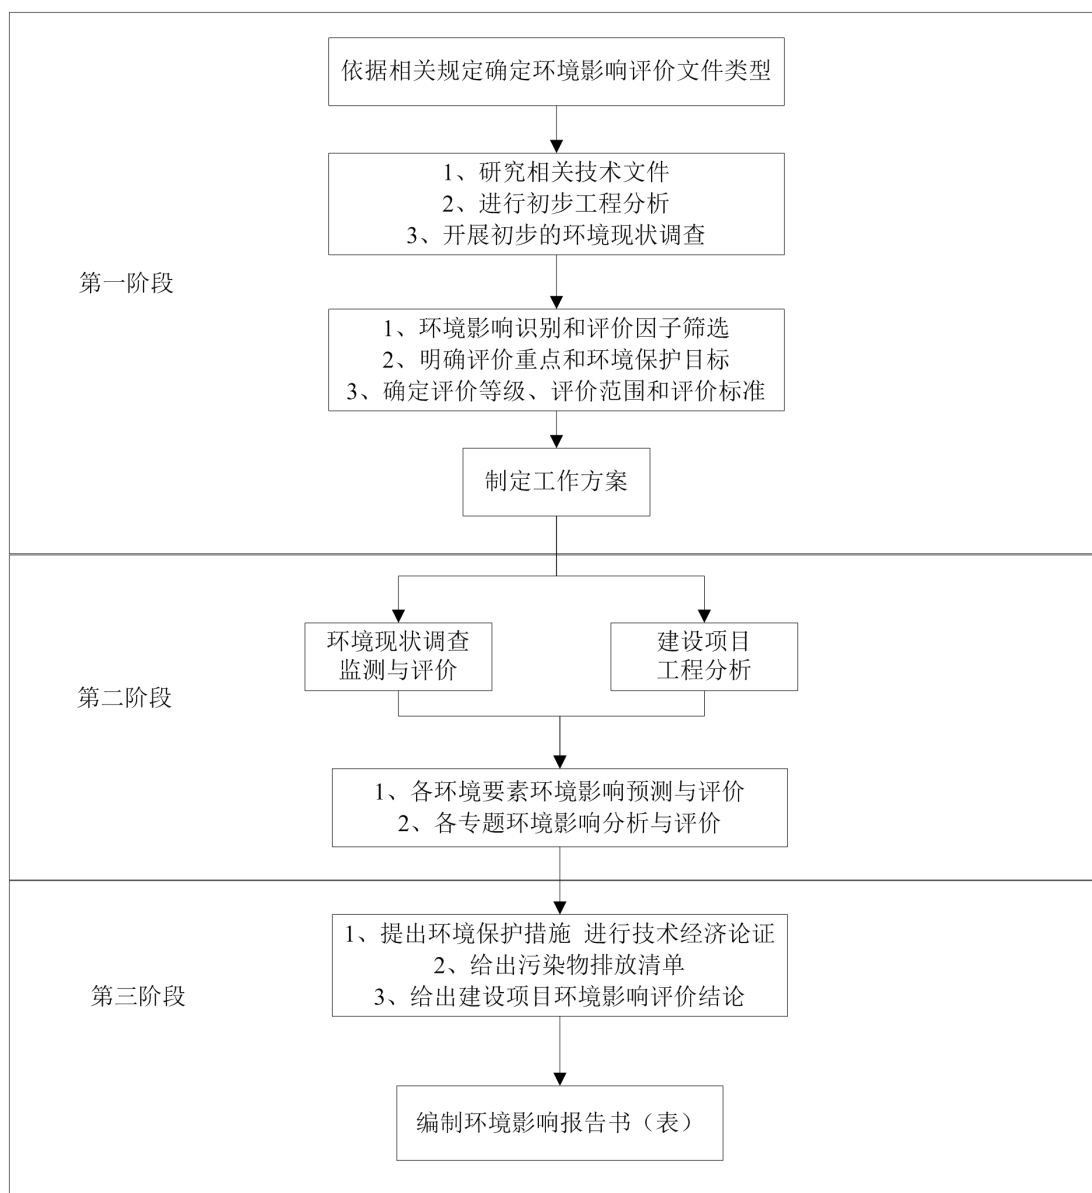 依据相关规定确定环境影响评价文件类型
1、研究相关技术文件
2、进行初步工程分析
3、开展初步的环境现状调查
第一阶段
1、环境影响识别和评价因子筛选
2、明确评价重点和环境保护目标
3、确定评价等级、评价范围和评价标准
制定工作方案
环境现状调查
监测与评价
建设项目
工程分析
第二阶段
1、各环境要素环境影响预测与评价
2、各专题环境影响分析与评价
1、提出环境保护措施 进行技术经济论证
2、给出污染物排放清单
3、给出建设项目环境影响评价结论
第三阶段
编制环境影响报告书（表）